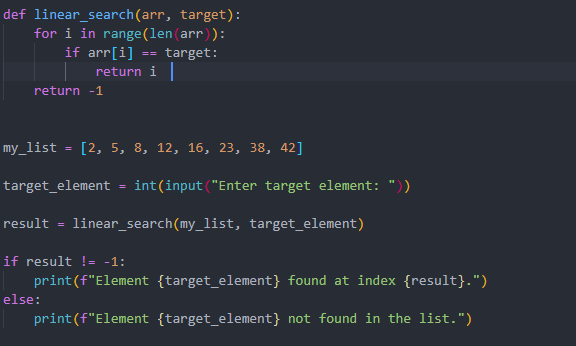 def linear_search(arr, target):
    for i in range(len(arr)):
        if arr[i] == target:
            return i
    return -1
my_list = [2, 5, 8, 12, 16, 23, 38, 42]
target_element = int(input("Enter target element: "))
result = linear_search(my_list, target_element)
if result != -1:
    print(f"Element {target_element} found at index {result}.")
else:
    print(f"Element {target_element} not found in the list.")